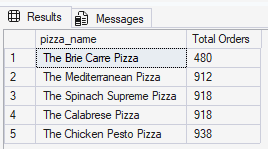 Results Messages
pizza_name Total Orders
1 The Brie Carre Pizza 480
2 The Mediterranean Pizza 912
3 The Spinach Supreme Pizza 918
4 The Calabrese Pizza 918
5 The Chicken Pesto Pizza 938